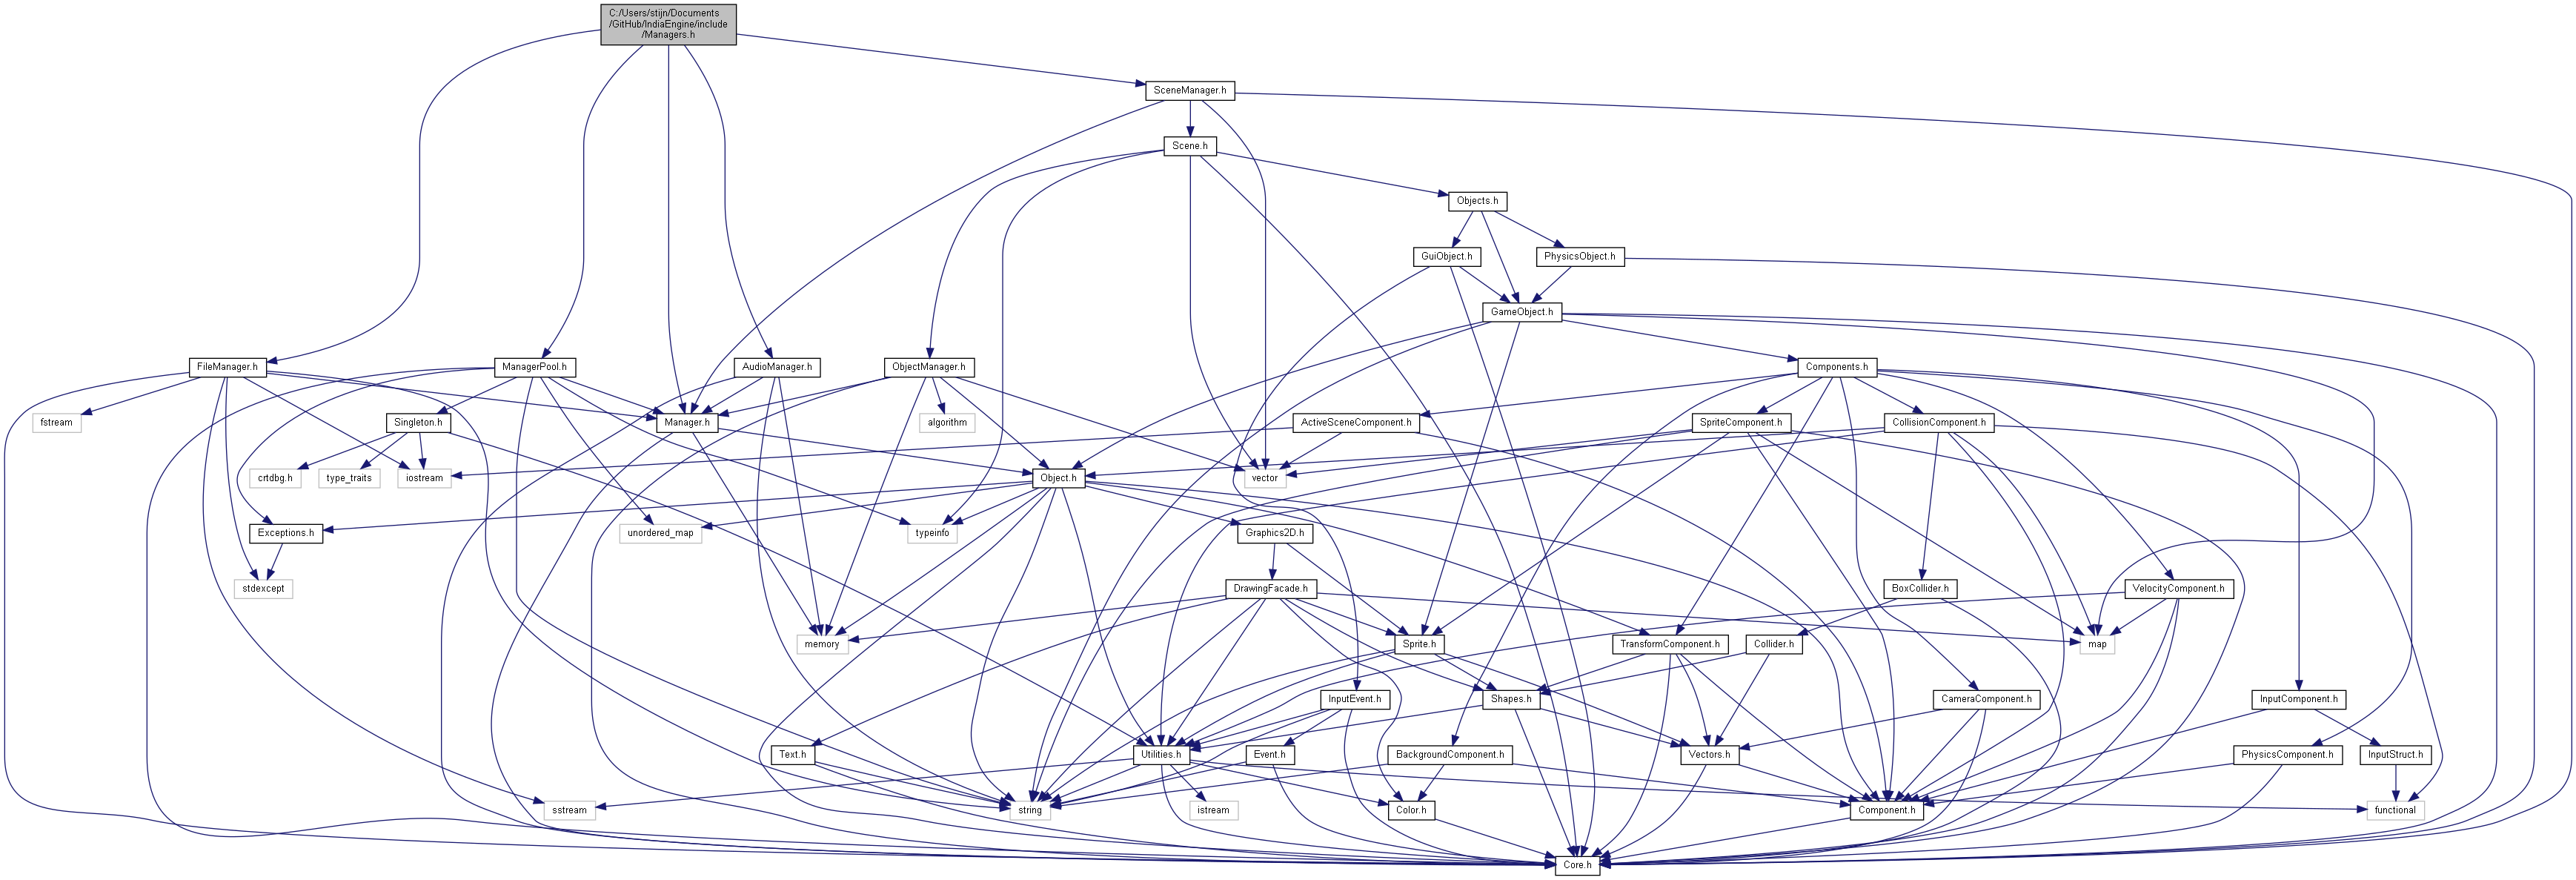 C:/Users/stijn/Documents
/GitHub/IndiaEngine/include
/Managers.h
SceneManager.h
Scene.h
Objects.h
GuiObject.h
PhysicsObject.h
GameObject.h
FileManager.h
ManagerPool.h
AudioManager.h
ObjectManager.h
Components.h
fstream
Singleton.h
Manager.h
algorithm
ActiveSceneComponent.h
SpriteComponent.h
CollisionComponent.h
crtdbg.h
type_traits
iostream
Object.h
vector
Exceptions.h
unordered_map
typeinfo
Graphics2D.h
stdexcept
DrawingFacade.h
BoxCollider.h
VelocityComponent.h
memory
Sprite.h
TransformComponent.h
Collider.h
map
InputEvent.h
Shapes.h
CameraComponent.h
InputComponent.h
Text.h
Utilities.h
Event.h
BackgroundComponent.h
Vectors.h
PhysicsComponent.h
InputStruct.h
sstream
string
istream
Color.h
Component.h
functional
Core.h